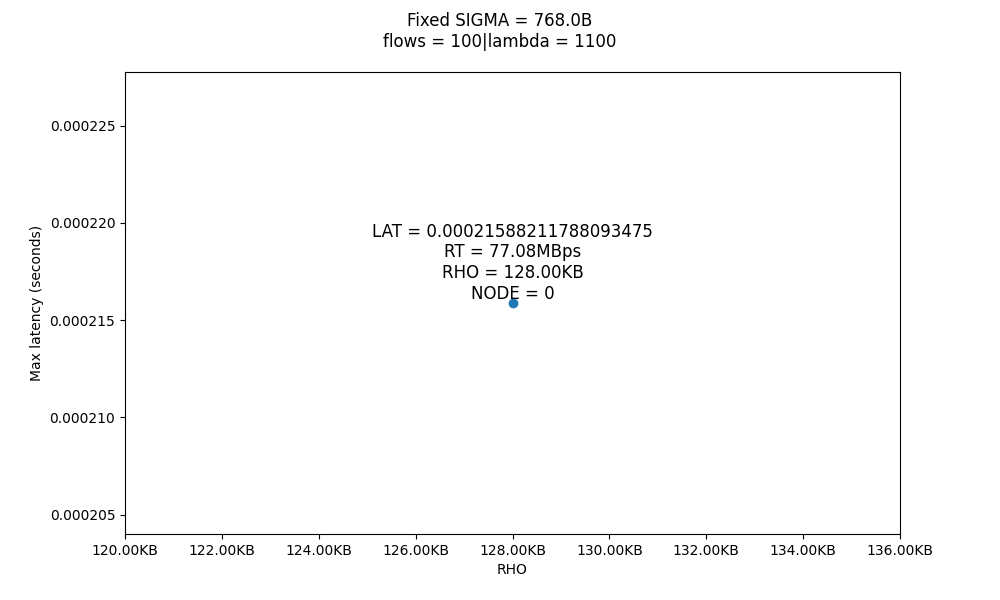 Fixed SIGMA = 768.0B
flows = 100|lambda = 1100
0.000225
0.000220
0.000215
0.000210
0.000205
Max latency (seconds)
LAT = 0.00021588211788093475
RT = 77.08MBps
RHO = 128.00KB
NODE = 0
120.00KB 122.00KB 124.00KB 126.00KB 128.00KB 130.00KB 132.00KB 134.00KB 136.00KB
RHO